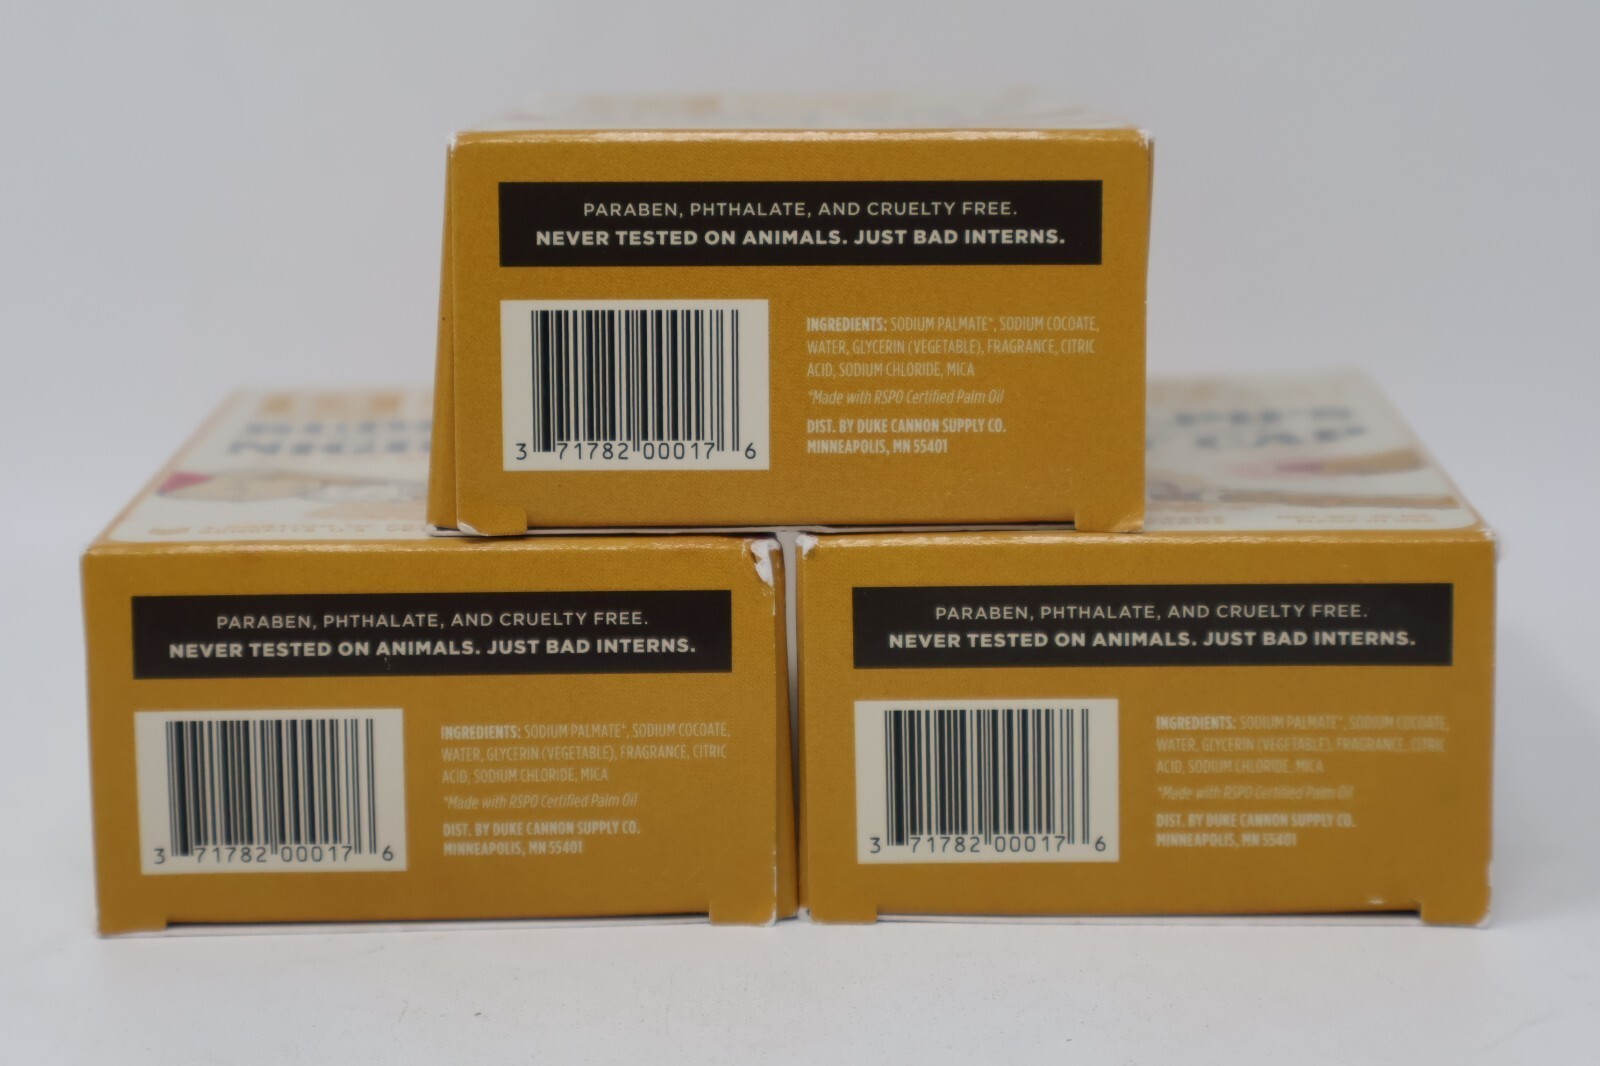 PARABEN, PHTHALATE, AND CRUELTY FREE.
NEVER TESTED ON ANIMALS. JUST BAD INTERNS.
INGREDIENTS: SODIUM PALMATE*, SODIUM COCOATE,
WATER, GLYCERIN (VEGETABLE), FRAGRANCE, CITRIC
ACID, SODIUM CHLORIDE, MICA
*Made with RSPO Certified Palm Oil
DIST. BY DUKE CANNON SUPPLY CO.
MINNEAPOLIS, MN 55401
3 71782 00017 6
PARABEN, PHTHALATE, AND CRUELTY FREE.
NEVER TESTED ON ANIMALS. JUST BAD INTERNS.
INGREDIENTS: SODIUM PALMATE*, SODIUM COCOATE,
WATER, GLYCERIN (VEGETABLE), FRAGRANCE, CITRIC
ACID, SODIUM CHLORIDE, MICA
*Made with RSPO Certified Palm Oil
DIST. BY DUKE CANNON SUPPLY CO.
MINNEAPOLIS, MN 55401
3 71782 00017 6
PARABEN, PHTHALATE, AND CRUELTY FREE.
NEVER TESTED ON ANIMALS. JUST BAD INTERNS.
INGREDIENTS: SODIUM PALMATE*, SODIUM COCOATE,
WATER, GLYCERIN (VEGETABLE), FRAGRANCE, CITRIC
ACID, SODIUM CHLORIDE, MICA
*Made with RSPO Certified Palm Oil
DIST. BY DUKE CANNON SUPPLY CO.
MINNEAPOLIS, MN 55401
3 71782 00017 6
CAP